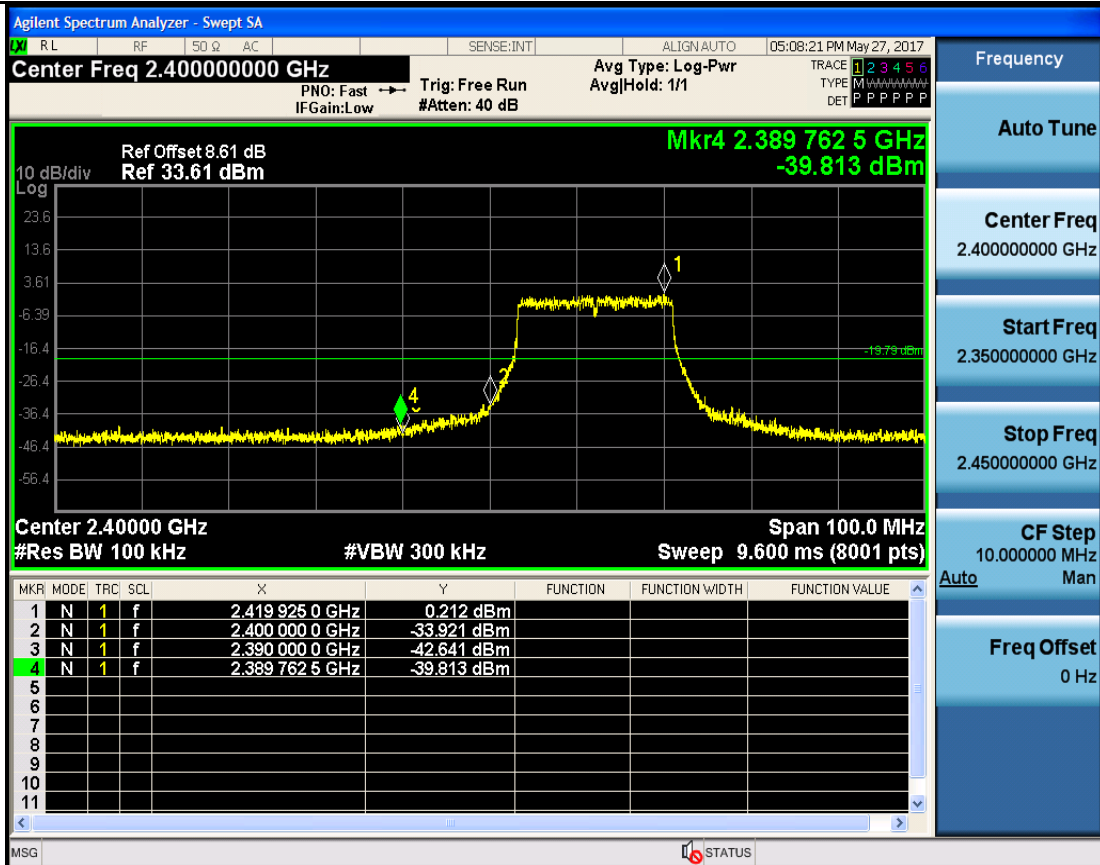 Agilent Spectrum Analyzer - Swept SA
LXI RL RF 50 Ω AC SENSE:INT ALIGN AUTO 05:08:21 PM May 27, 2017
Center Freq 2.400000000 GHz
PNO: Fast
IFGain:Low
Trig: Free Run
#Atten: 40 dB
Avg Type: Log-Pwr
Avg|Hold: 1/1
TRACE 1 2 3 4 5 6
TYPE M W W W W W
DET P P P P P P
Frequency
Auto Tune
Center Freq
2.400000000 GHz
Start Freq
2.350000000 GHz
Stop Freq
2.450000000 GHz
CF Step
10.000000 MHz
Auto Man
Freq Offset
0 Hz
Mkr4 2.389 762 5 GHz
-39.813 dBm
Ref Offset 8.61 dB
10 dB/div Ref 33.61 dBm
Log
23.6
13.6
3.61
-6.39
-16.4
-26.4
-36.4
-46.4
-56.4
1
-19.79 dBm
2
4
Center 2.40000 GHz Span 100.0 MHz
#Res BW 100 kHz #VBW 300 kHz Sweep 9.600 ms (8001 pts)
MKR MODE TRC SCL X Y FUNCTION FUNCTION WIDTH FUNCTION VALUE
1 N 1 f 2.419 925 0 GHz 0.212 dBm
2 N 1 f 2.400 000 0 GHz -33.921 dBm
3 N 1 f 2.390 000 0 GHz -42.641 dBm
4 N 1 f 2.389 762 5 GHz -39.813 dBm
5
6
7
8
9
10
11
MSG STATUS